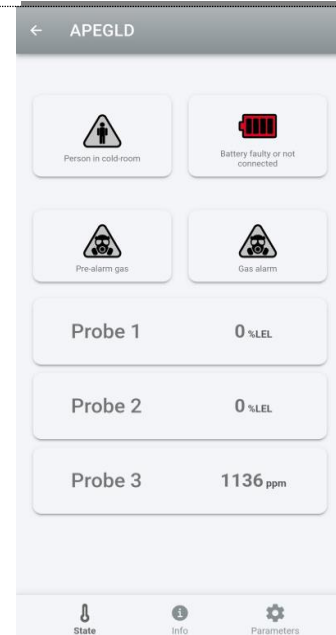 APEGLD
Person in cold-room
Battery faulty or not
connected
Pre-alarm gas
Gas alarm
Probe 1 0 %LEL
Probe 2 0 %LEL
Probe 3 1136 ppm
State Info Parameters